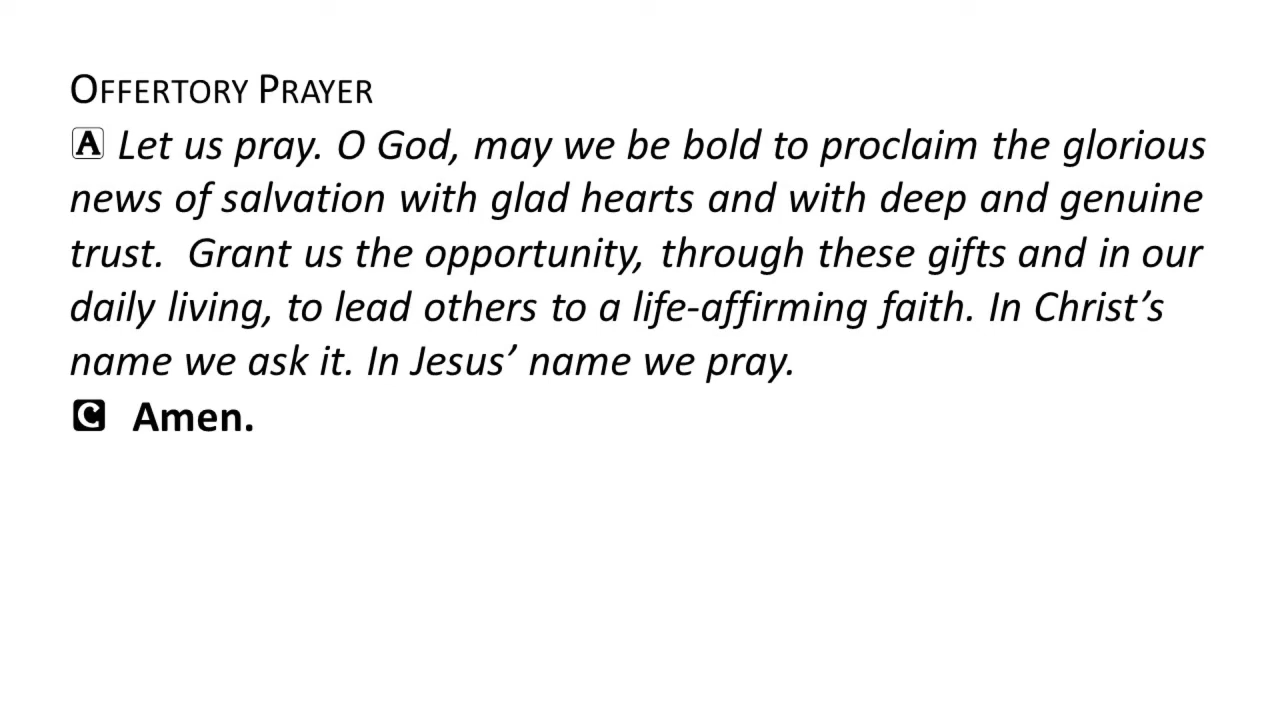 OFFERTORY PRAYER
A Let us pray. O God, may we be bold to proclaim the glorious
news of salvation with glad hearts and with deep and genuine
trust.  Grant us the opportunity, through these gifts and in our
daily living, to lead others to a life-affirming faith. In Christ’s
name we ask it. In Jesus’ name we pray.
C Amen.